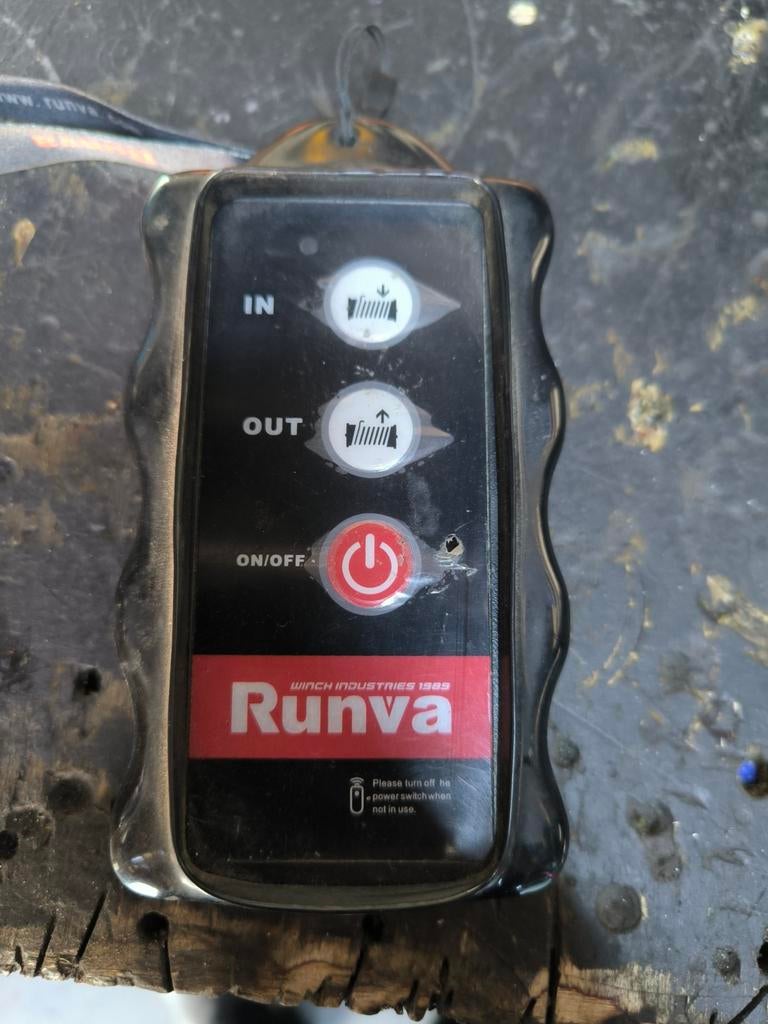 www.runva
IN
OUT
ON/OFF
WINCH INDUSTRIES 1989
Runva
Please turn off he
power switch when
not in use.